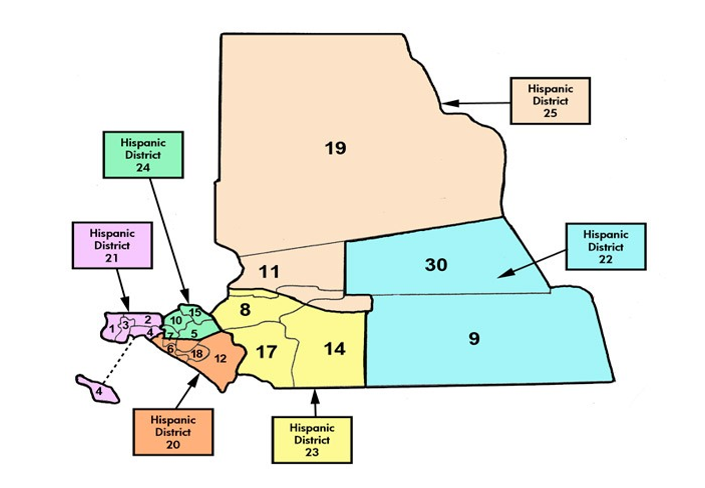 Hispanic
District
25
19
Hispanic
District
24
Hispanic
District
21
Hispanic
District
22
30
11
8
15
10
2
3
1
4
5
7
6
18
12
17
14
9
4
Hispanic
District
20
Hispanic
District
23